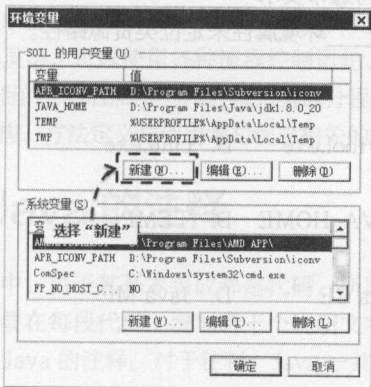 环境变量
SOIL 的用户变量(U)
变量 值
APR_ICONV_PATH D:\Program Files\Subversion\iconv
JAVA_HOME D:\Program Files\Java\jdk1.8.0_20
TEMP %USERPROFILE%\AppData\Local\Temp
TMP %USERPROFILE%\AppData\Local\Temp
新建(N)... 编辑(E)... 删除(D)
系统变量(S)
选择“新建”
\Program Files\AMD APP\
APR_ICONV_PATH D:\Program Files\Subversion\iconv
ComSpec C:\Windows\system32\cmd.exe
FP_NO_HOST_C... NO
新建(W)... 编辑(I)... 删除(L)
确定 取消